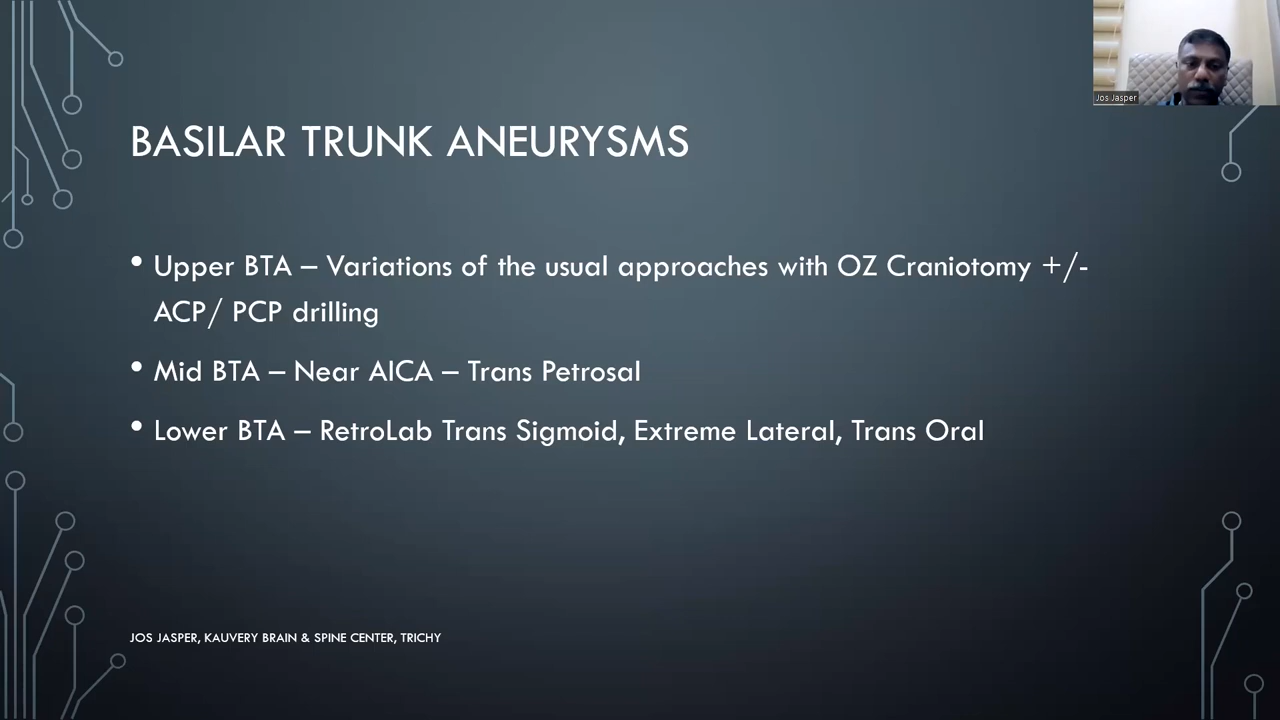 Jos Jasper
BASILAR TRUNK ANEURYSMS
• Upper BTA – Variations of the usual approaches with OZ Craniotomy +/-
ACP/ PCP drilling
• Mid BTA – Near AICA – Trans Petrosal
• Lower BTA – RetroLab Trans Sigmoid, Extreme Lateral, Trans Oral
JOS JASPER, KAUVERY BRAIN & SPINE CENTER, TRICHY